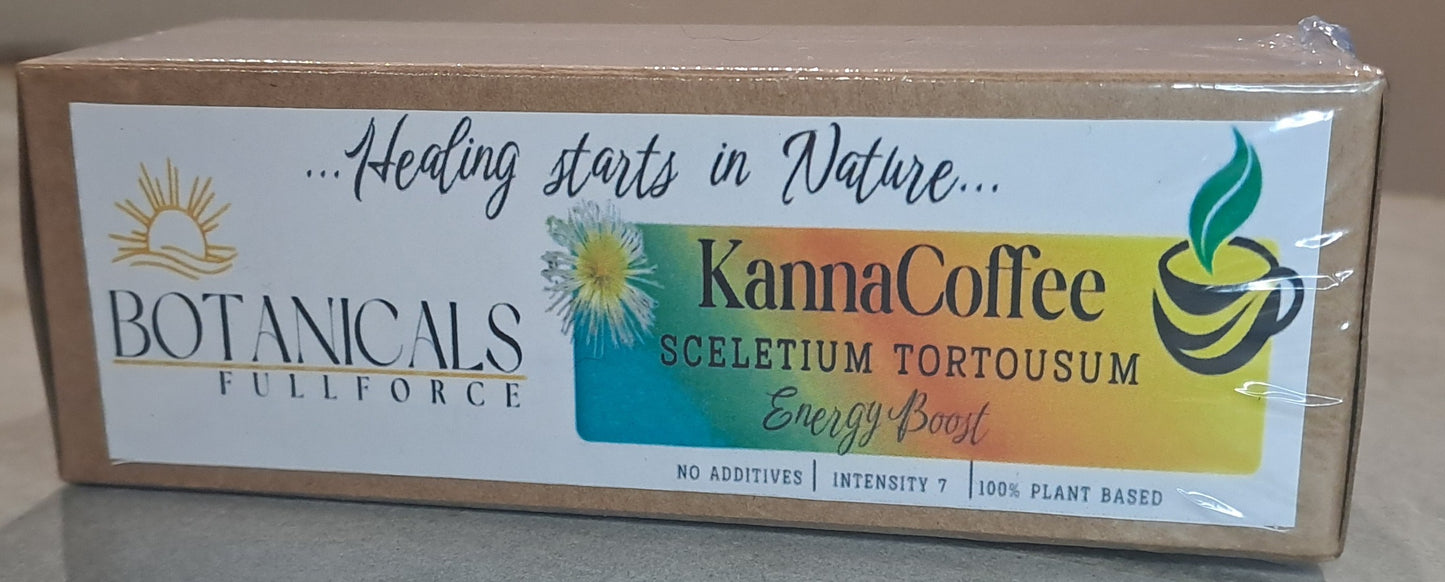 ...Healing starts in Nature...
BOTANICALS
FULLFORCE
KannaCoffee
SCELETIUM TORTOUSUM
Energy Boost
NO ADDITIVES | INTENSITY 7 | 100% PLANT BASED